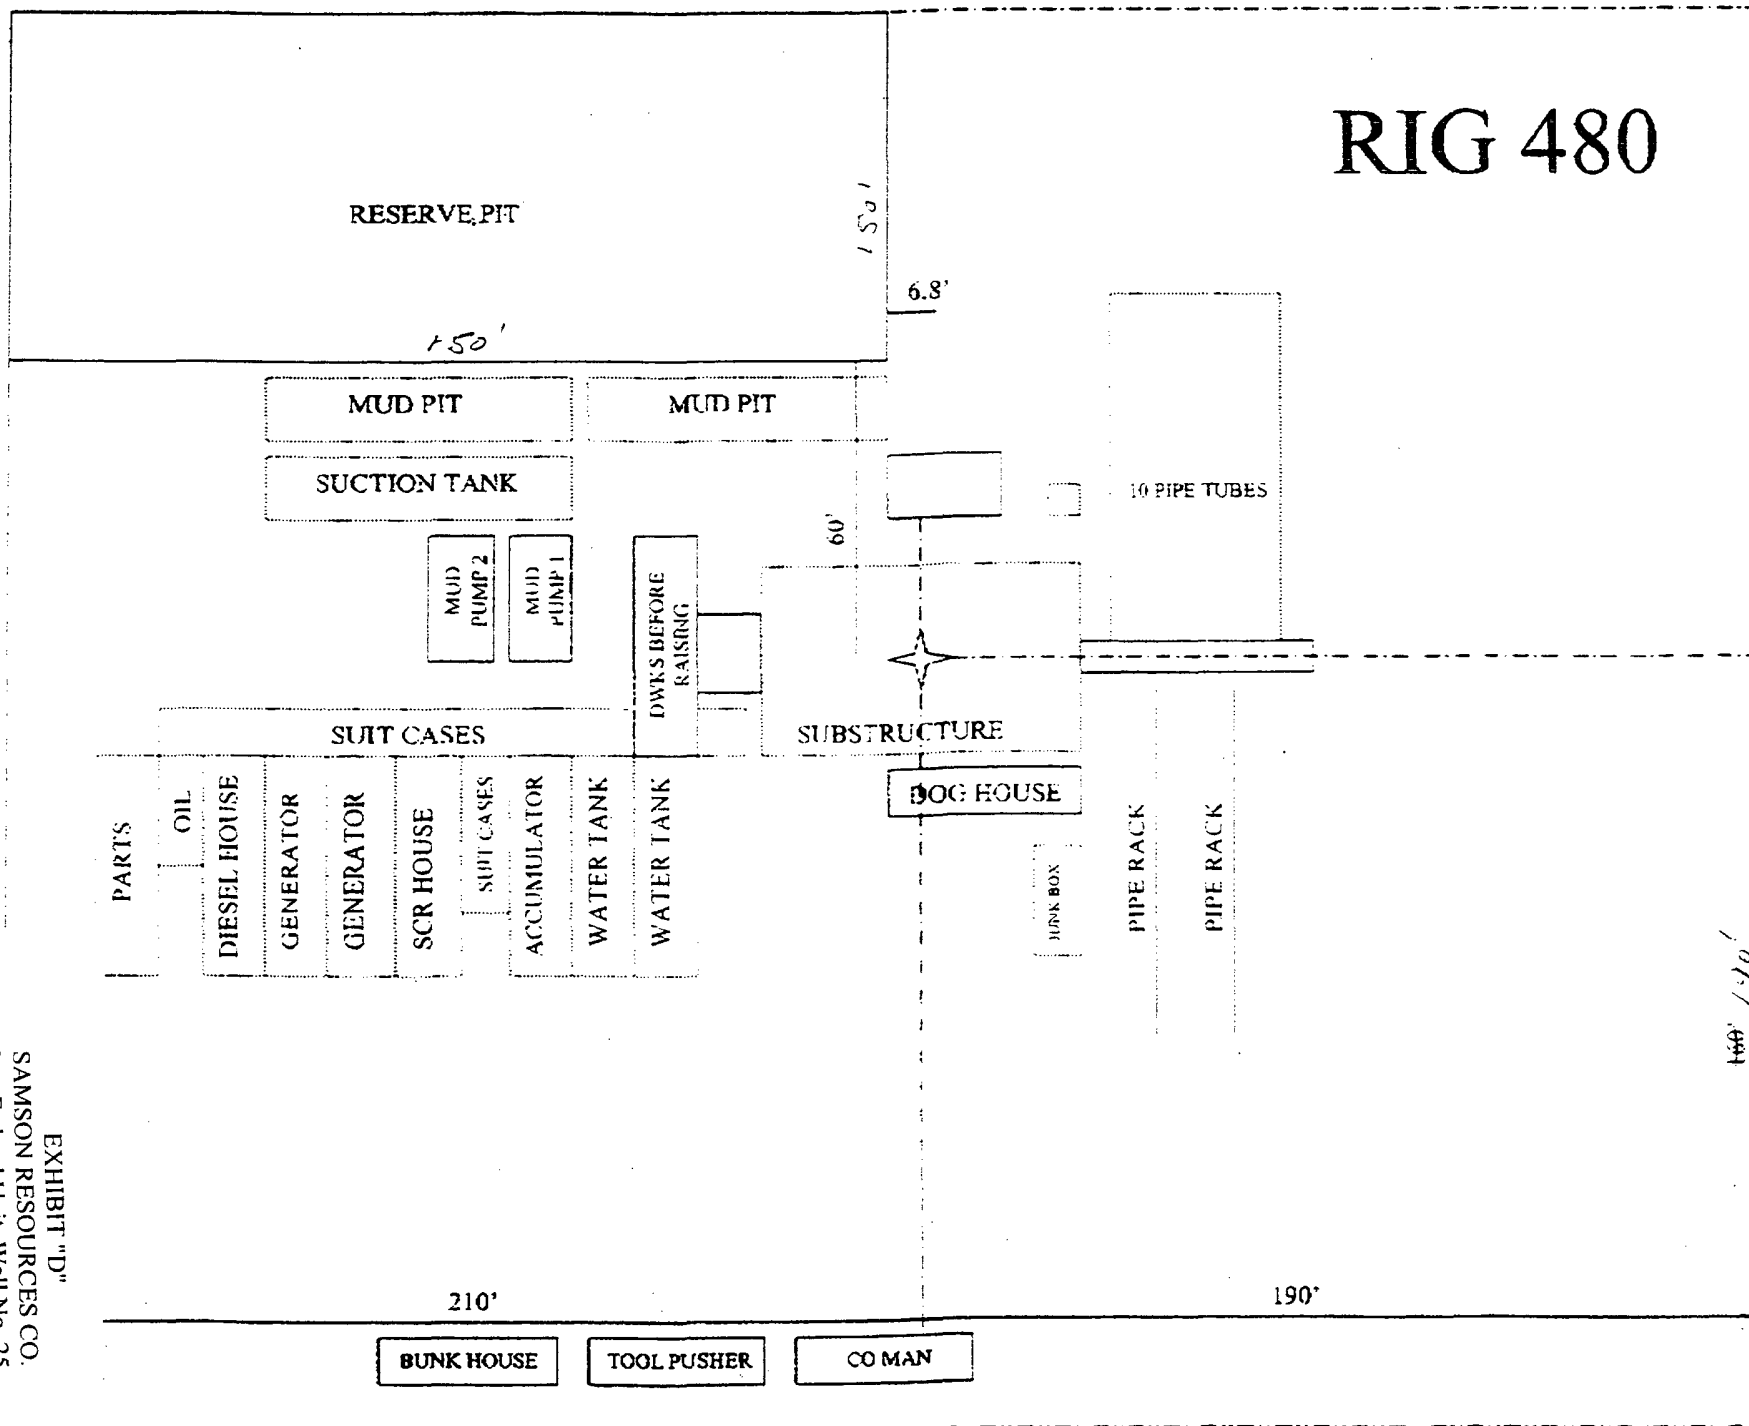 RIG 480
RESERVE PIT
150'
150'
6.8'
MUD PIT
MUD PIT
SUCTION TANK
10 PIPE TUBES
60'
MUD
PUMP 2
MUD
PUMP 1
DWKS BEFORE
RAISING
SUIT CASES
SUBSTRUCTURE
DOG HOUSE
PARTS
OIL
DIESEL HOUSE
GENERATOR
GENERATOR
SCR HOUSE
SUIT CASES
ACCUMULATOR
WATER TANK
WATER TANK
JUNK BOX
PIPE RACK
PIPE RACK
210'
190'
BUNK HOUSE
TOOL PUSHER
CO MAN
EXHIBIT "D"
SAMSON RESOURCES CO.